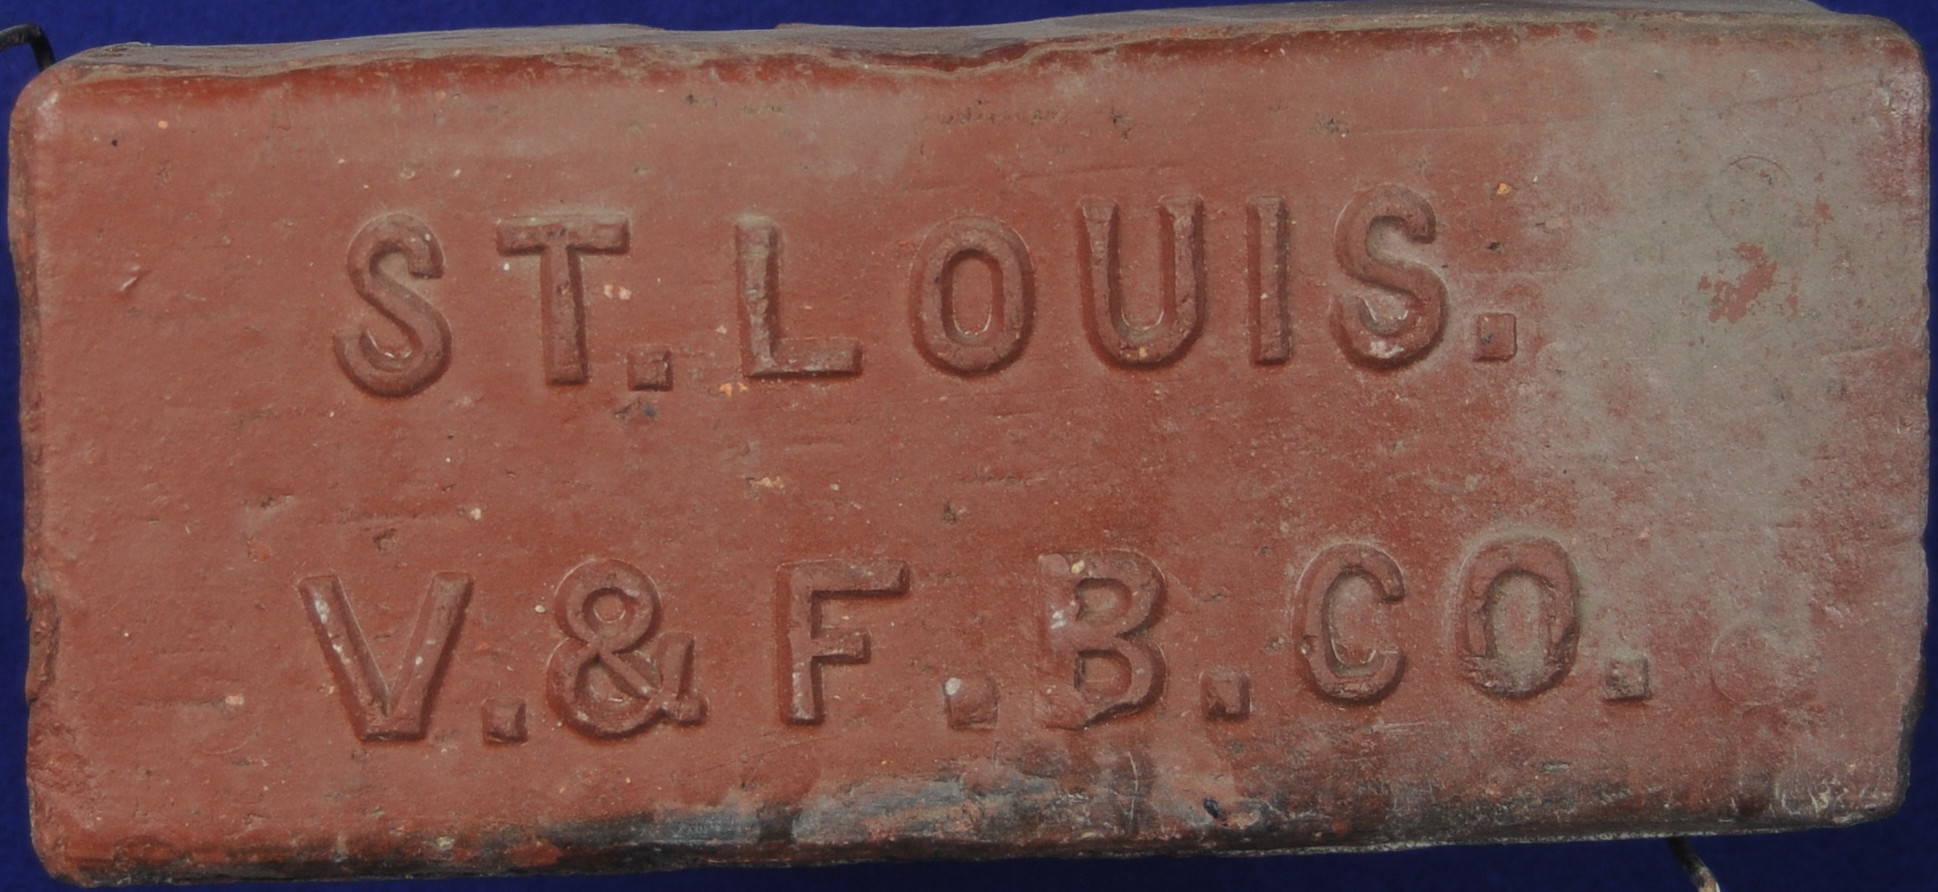 ST. LOUIS.
V. & F. B. CO.